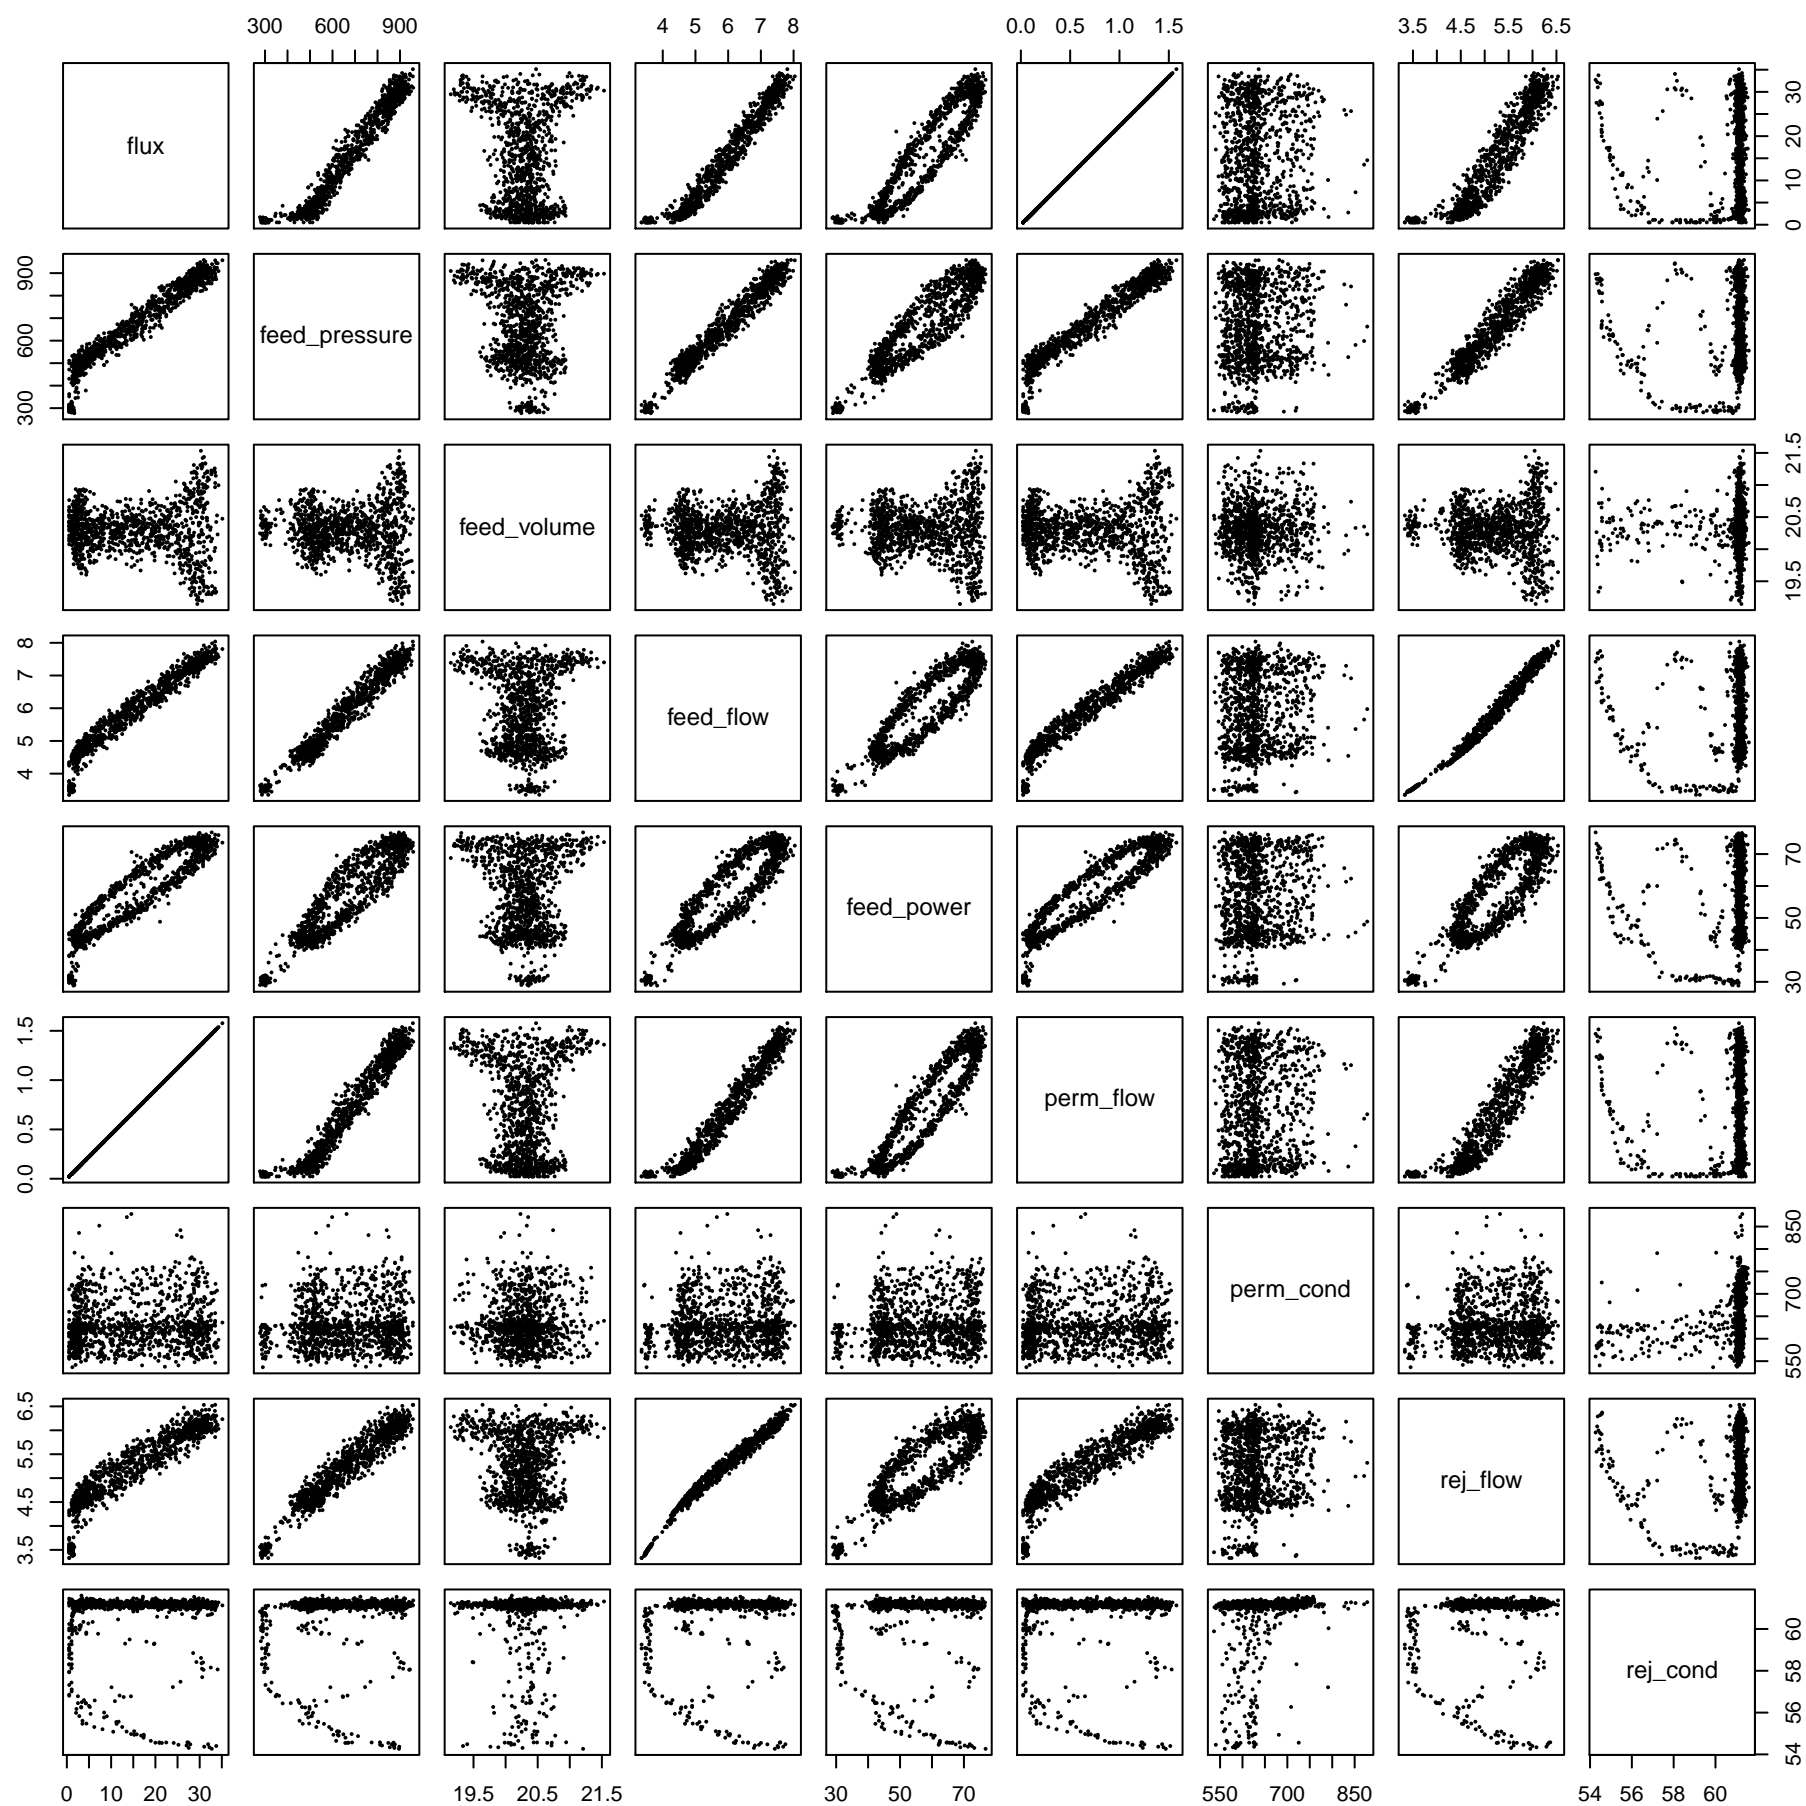 300 600 900 4 5 6 7 8 0.0 0.5 1.0 1.5 3.5 4.5 5.5 6.5
flux 0 10 20 30
300 600 900 feed_pressure
feed_volume 19.5 20.5 21.5
4 5 6 7 8 feed_flow
feed_power 30 50 70
0.0 0.5 1.0 1.5 perm_flow
perm_cond 550 700 850
3.5 4.5 5.5 6.5 rej_flow
rej_cond 54 56 58 60
0 10 20 30 19.5 20.5 21.5 30 50 70 550 700 850 54 56 58 60